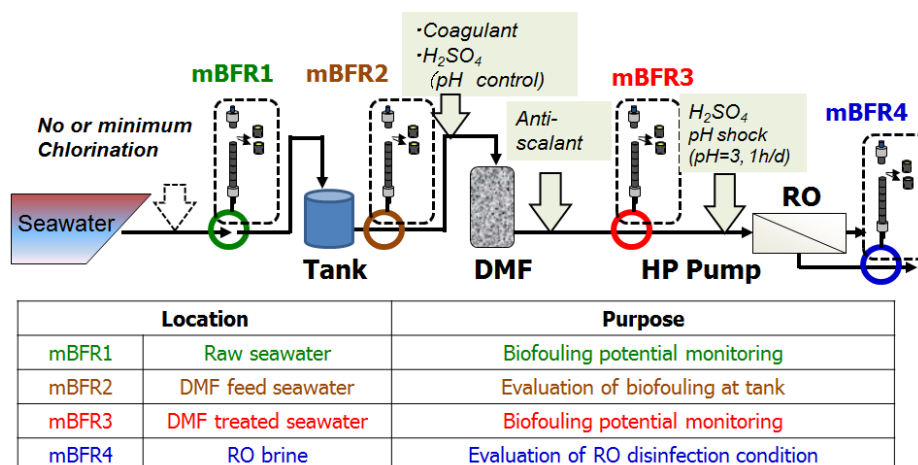 mBFR1
mBFR2
・Coagulant
・H₂SO₄
(pH control)
mBFR3
mBFR4
No or minimum
Chlorination
Anti-
scalant
H₂SO₄
pH shock
(pH=3, 1h/d)
RO
Seawater
Tank
DMF
HP Pump
Location Purpose
mBFR1 Raw seawater Biofouling potential monitoring
mBFR2 DMF feed seawater Evaluation of biofouling at tank
mBFR3 DMF treated seawater Biofouling potential monitoring
mBFR4 RO brine Evaluation of RO disinfection condition